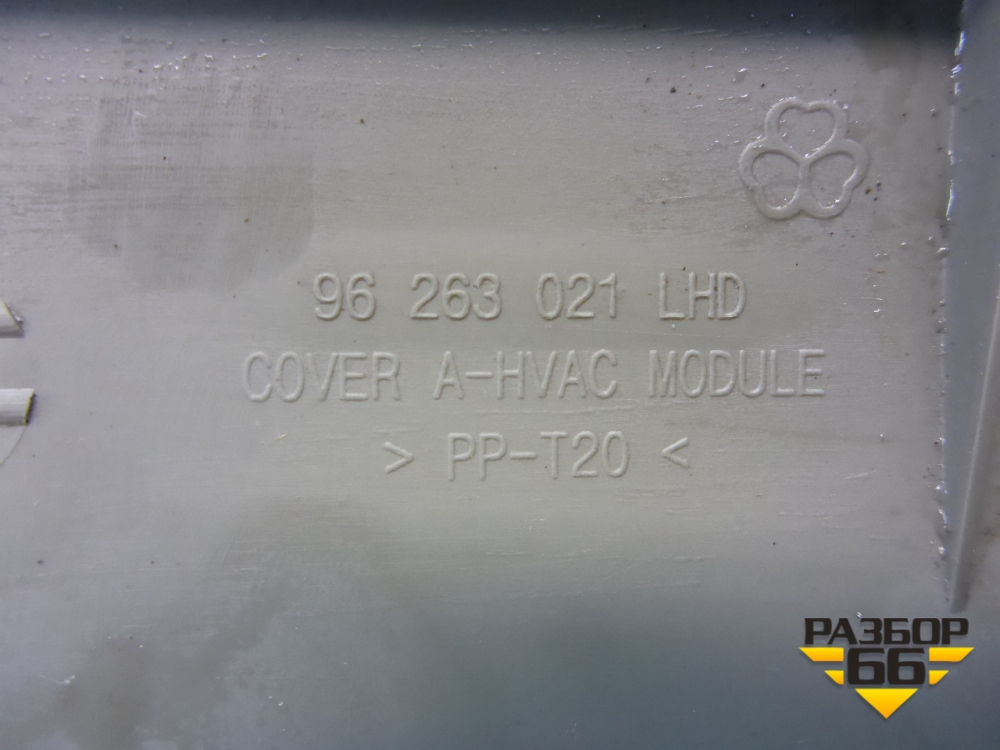 96 263 021 LHD
COVER A-HVAC MODULE
> PP-T20 <
РАЗБОР
66